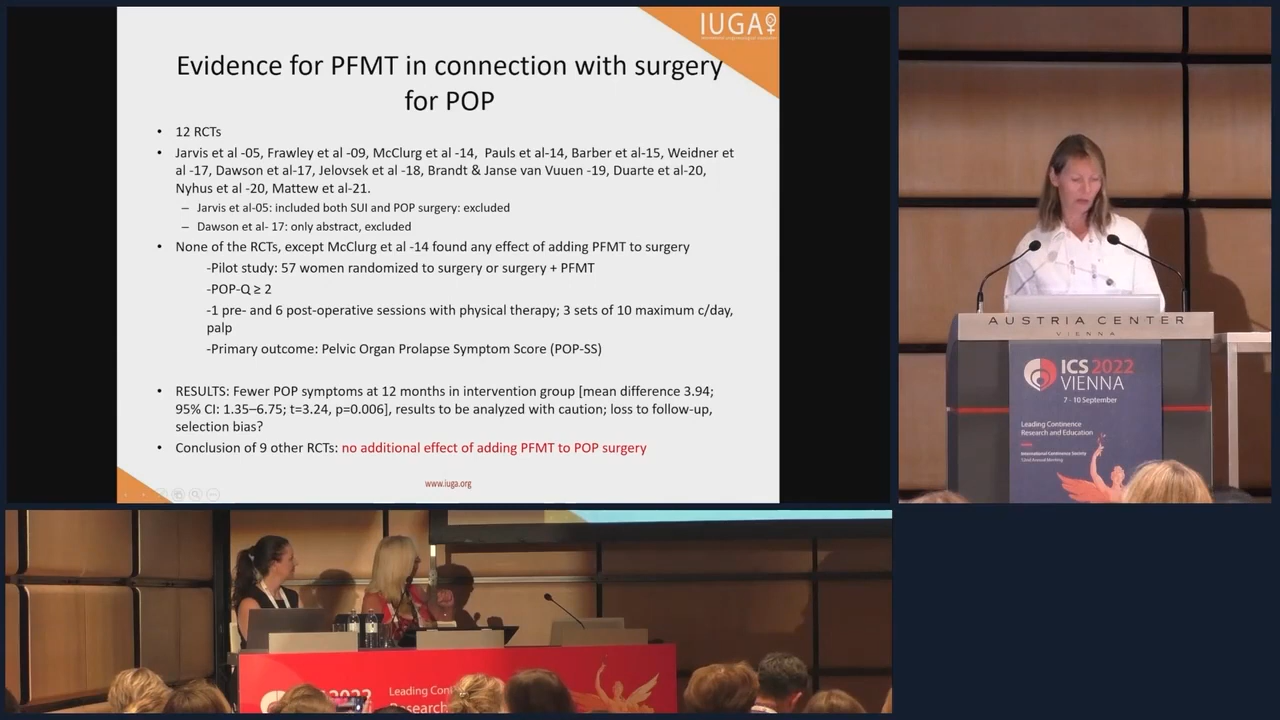 IUGA
Evidence for PFMT in connection with surgery
for POP
• 12 RCTs
• Jarvis et al -05, Frawley et al -09, McClurg et al -14, Pauls et al-14, Barber et al-15, Weidner et
al -17, Dawson et al-17, Jelovsek et al -18, Brandt & Janse van Vuuen -19, Duarte et al-20,
Nyhus et al -20, Mattew et al-21.
– Jarvis et al-05: included both SUI and POP surgery: excluded
– Dawson et al- 17: only abstract, excluded
• None of the RCTs, except McClurg et al -14 found any effect of adding PFMT to surgery
-Pilot study: 57 women randomized to surgery or surgery + PFMT
-POP-Q ≥ 2
-1 pre- and 6 post-operative sessions with physical therapy; 3 sets of 10 maximum c/day,
palp
-Primary outcome: Pelvic Organ Prolapse Symptom Score (POP-SS)
• RESULTS: Fewer POP symptoms at 12 months in intervention group [mean difference 3.94;
95% CI: 1.35–6.75; t=3.24, p=0.006], results to be analyzed with caution; loss to follow-up,
selection bias?
• Conclusion of 9 other RCTs: no additional effect of adding PFMT to POP surgery
www.iuga.org
AUSTRIA CENTER
VIENNA
ICS 2022
VIENNA
7 - 10 September
Leading Continence
Research and Education
International Continence Society
2022
Leading
Research